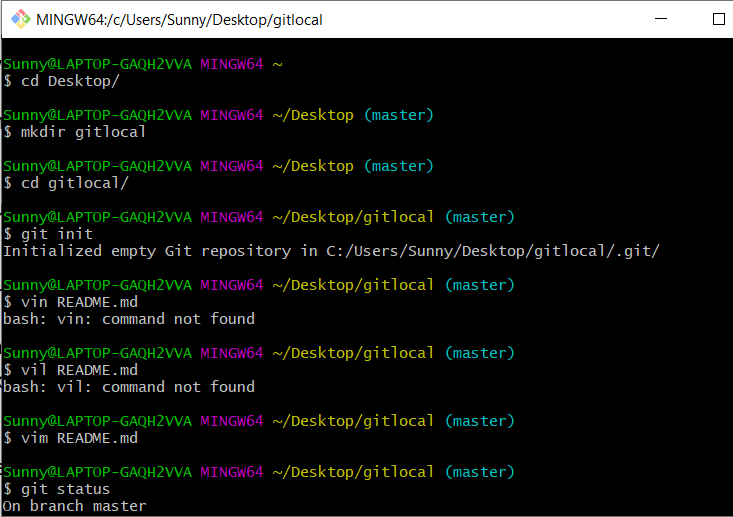 MINGW64:/c/Users/Sunny/Desktop/gitlocal
Sunny@LAPTOP-GAQH2VVA MINGW64 ~
$ cd Desktop/
Sunny@LAPTOP-GAQH2VVA MINGW64 ~/Desktop (master)
$ mkdir gitlocal
Sunny@LAPTOP-GAQH2VVA MINGW64 ~/Desktop (master)
$ cd gitlocal/
Sunny@LAPTOP-GAQH2VVA MINGW64 ~/Desktop/gitlocal (master)
$ git init
Initialized empty Git repository in C:/Users/Sunny/Desktop/gitlocal/.git/
Sunny@LAPTOP-GAQH2VVA MINGW64 ~/Desktop/gitlocal (master)
$ vin README.md
bash: vin: command not found
Sunny@LAPTOP-GAQH2VVA MINGW64 ~/Desktop/gitlocal (master)
$ vil README.md
bash: vil: command not found
Sunny@LAPTOP-GAQH2VVA MINGW64 ~/Desktop/gitlocal (master)
$ vim README.md
Sunny@LAPTOP-GAQH2VVA MINGW64 ~/Desktop/gitlocal (master)
$ git status
On branch master